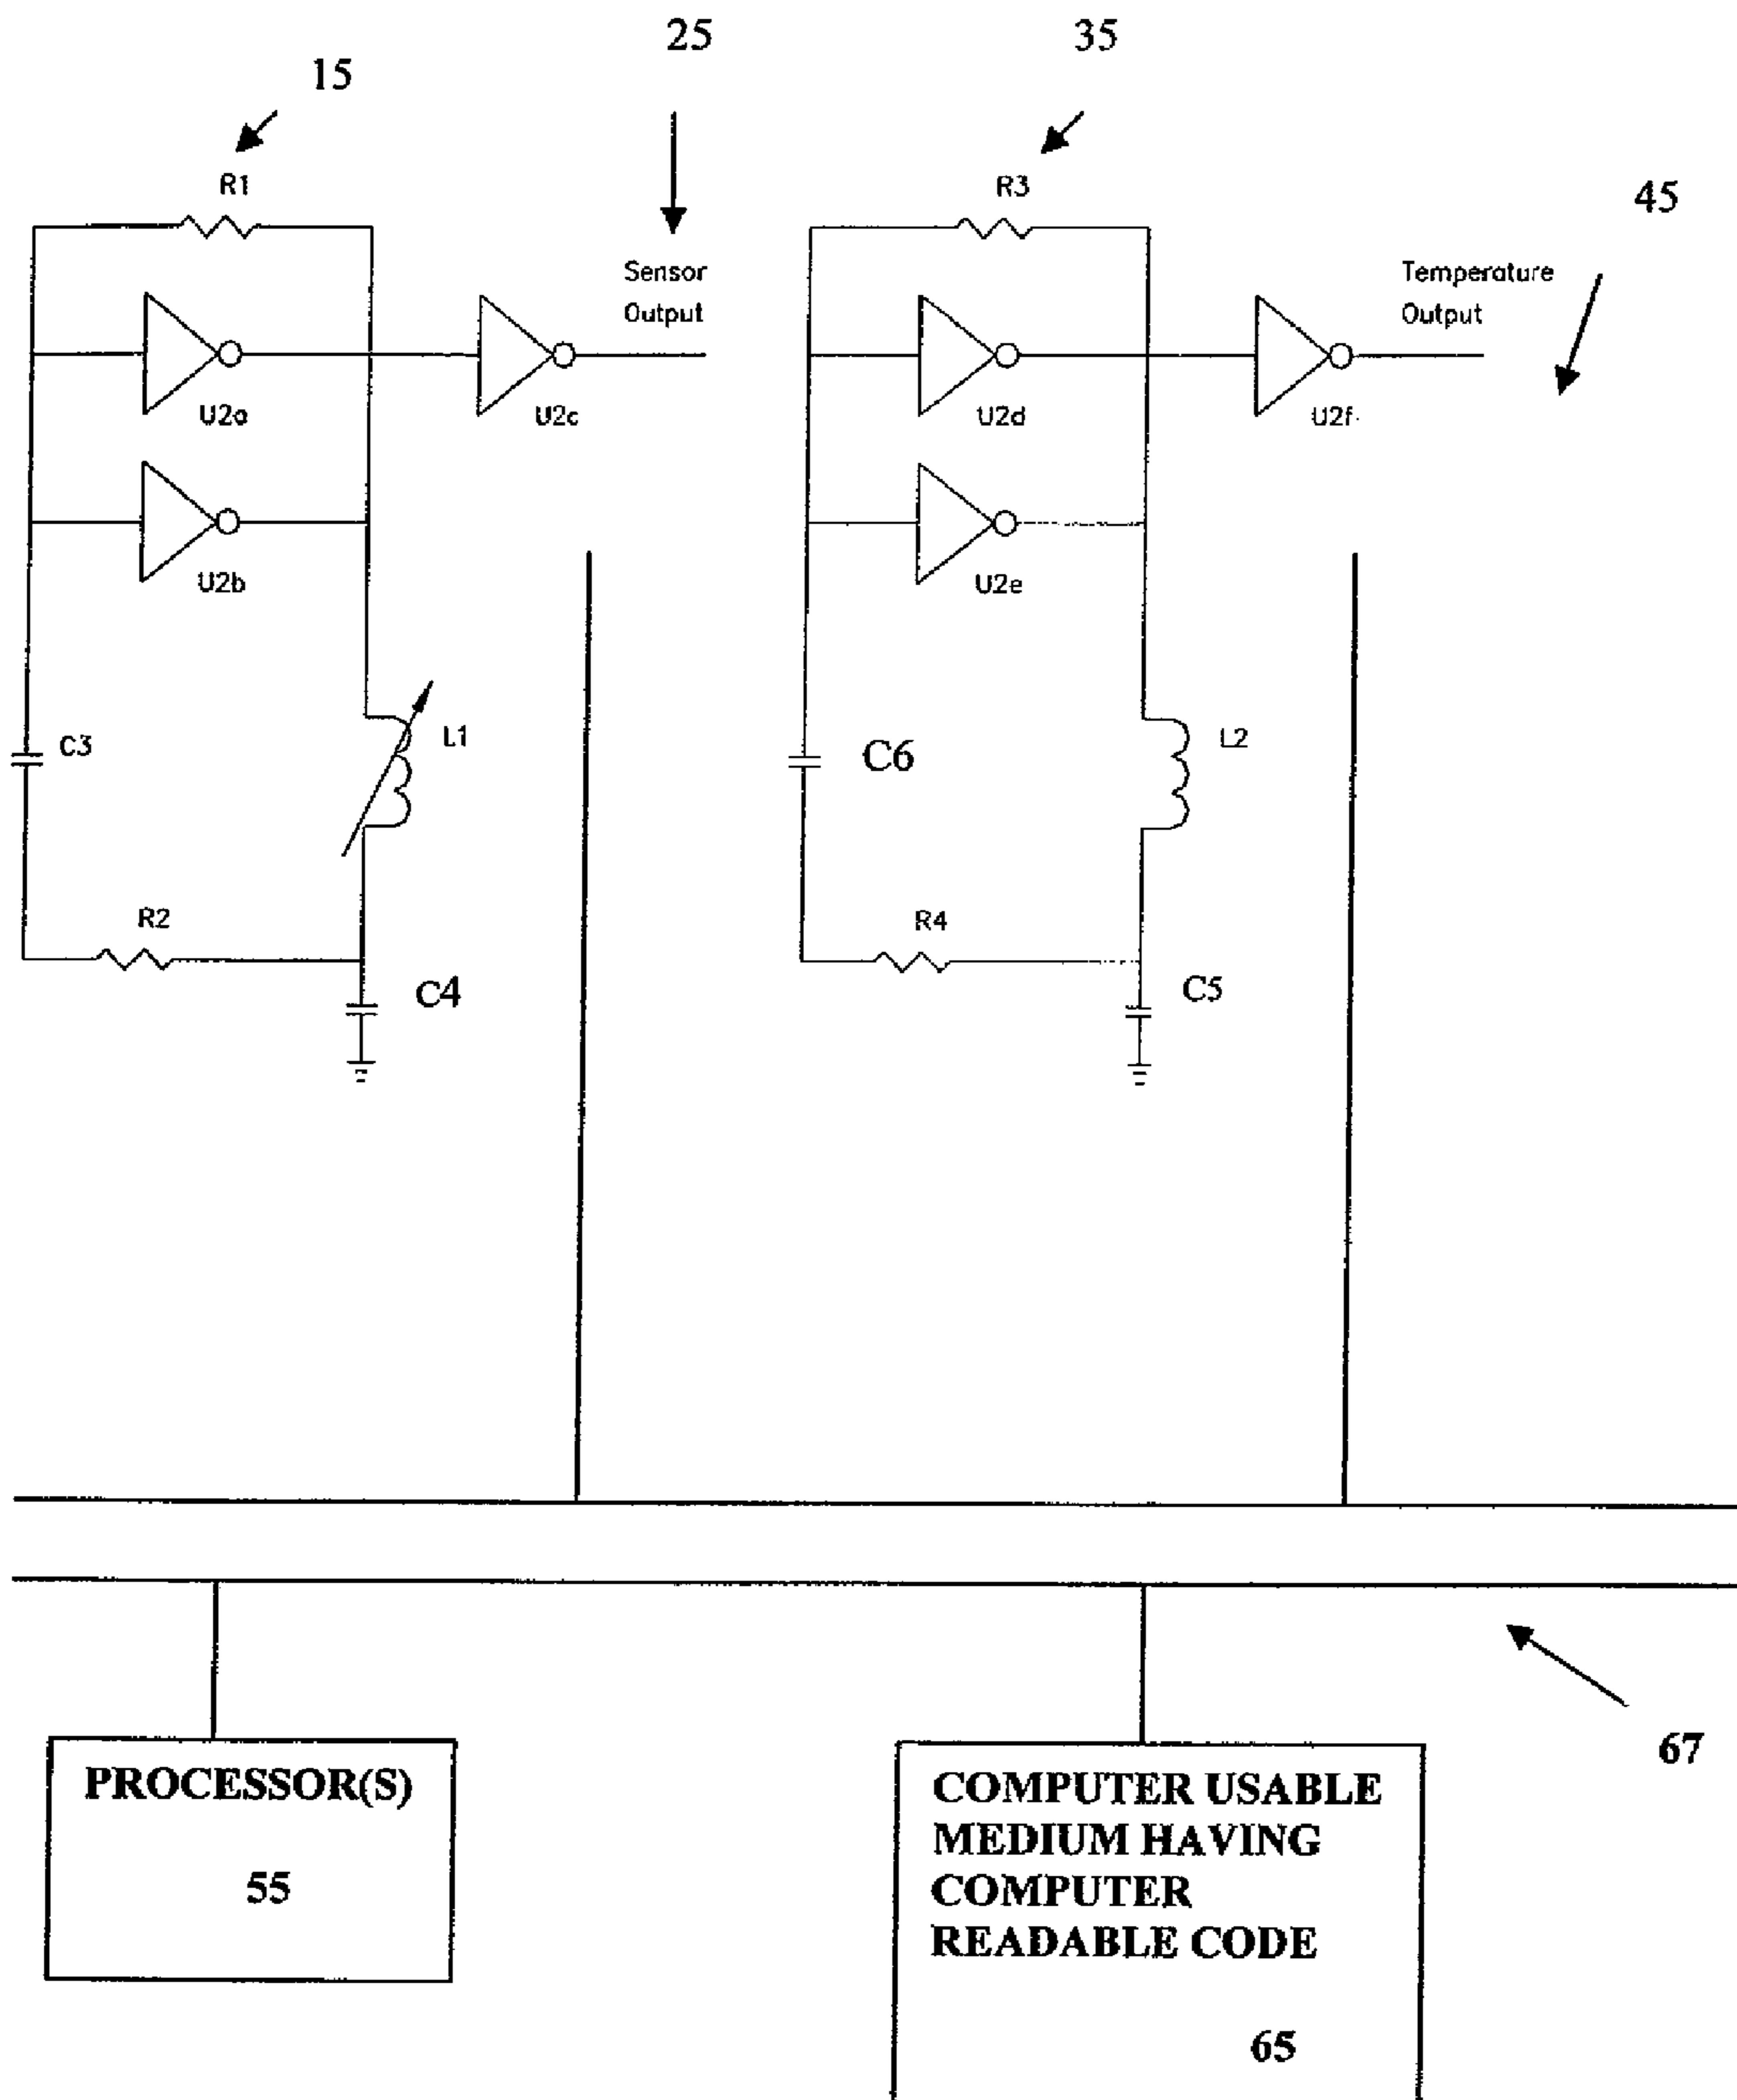 15
25
35
45
R1
R3
Sensor
Output
Temperature
Output
U2a
U2c
U2d
U2f
U2b
U2e
C3
L1
C6
L2
R2
R4
C4
C5
67
PROCESSOR(S)
55
COMPUTER USABLE
MEDIUM HAVING
COMPUTER
READABLE CODE
65